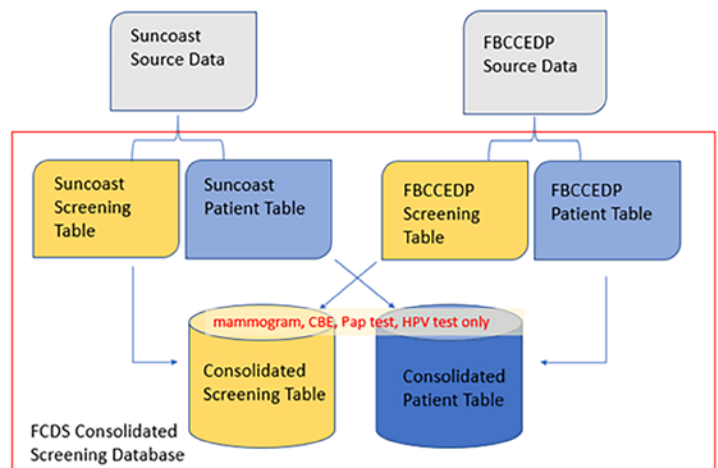 Suncoast
Source Data
FBCCEDP
Source Data
Suncoast
Screening
Table
Suncoast
Patient Table
FBCCEDP
Screening
Table
FBCCEDP
Patient Table
mammogram, CBE, Pap test, HPV test only
Consolidated
Screening Table
Consolidated
Patient Table
FCDS Consolidated
Screening Database